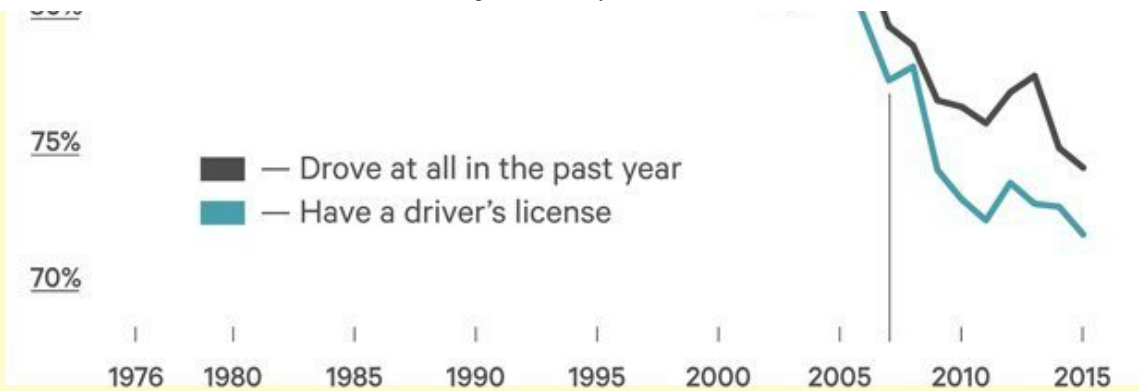 75%
— Drove at all in the past year
— Have a driver’s license
70%
1976 1980 1985 1990 1995 2000 2005 2010 2015